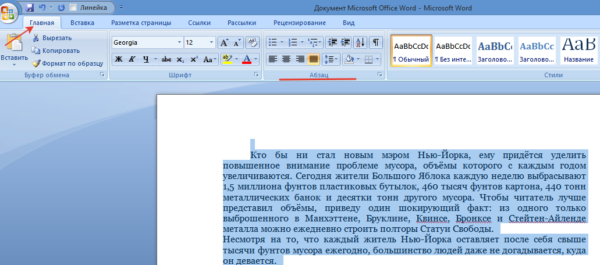 Линейка
Документ Microsoft Office Word - Microsoft Word
Главная Вставка Разметка страницы Ссылки Рассылки Рецензирование Вид
Вставить
Вырезать
Копировать
Формат по образцу
Буфер обмена
Georgia 12
Шрифт
Абзац
AaBbCcDc AaBbCcDc AaBbCc AaBbCc AaB
¶ Обычный ¶ Без инте... Заголово... Заголово... Название
Стили
Кто бы ни стал новым мэром Нью-Йорка, ему придётся уделить
повышенное внимание проблеме мусора, объёмы которого с каждым годом
увеличиваются. Сегодня жители Большого Яблока каждую неделю выбрасывают
1,5 миллиона фунтов пластиковых бутылок, 460 тысяч фунтов картона, 440 тонн
металлических банок и десятки тонн другого мусора. Чтобы читатель лучше
представил объёмы, приведу один шокирующий факт: из одного только
выброшенного в Манхэттене, Бруклине, Квинсе, Бронксе и Стейтен-Айленде
металла можно ежедневно строить полторы Статуи Свободы.
Несмотря на то, что каждый житель Нью-Йорка оставляет после себя свыше
тысячи фунтов мусора ежегодно, большинство людей даже не догадывается, куда
он девается.